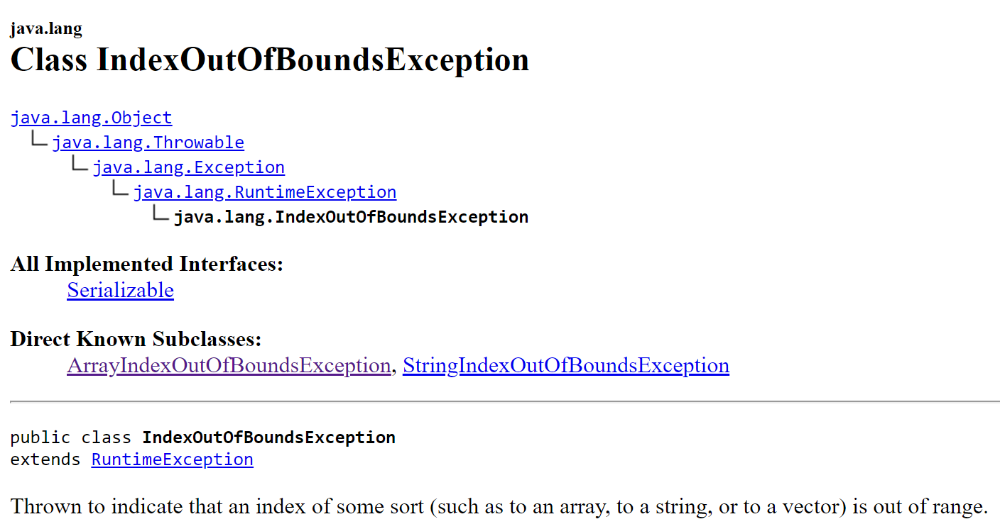 java.lang
Class IndexOutOfBoundsException
java.lang.Object
java.lang.Throwable
java.lang.Exception
java.lang.RuntimeException
java.lang.IndexOutOfBoundsException
All Implemented Interfaces:
Serializable
Direct Known Subclasses:
ArrayIndexOutOfBoundsException, StringIndexOutOfBoundsException
public class IndexOutOfBoundsException
extends RuntimeException
Thrown to indicate that an index of some sort (such as to an array, to a string, or to a vector) is out of range.